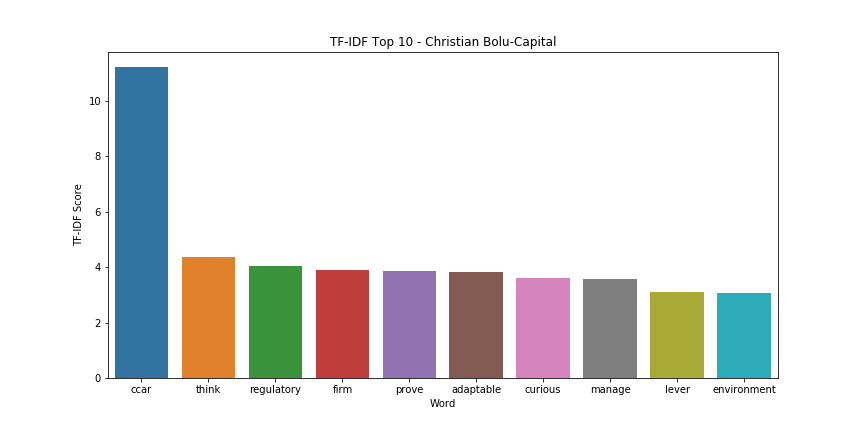 TF-IDF Top 10 - Christian Bolu-Capital
TF-IDF Score
10
8
6
4
2
0
ccar think regulatory firm prove adaptable curious manage lever environment
Word